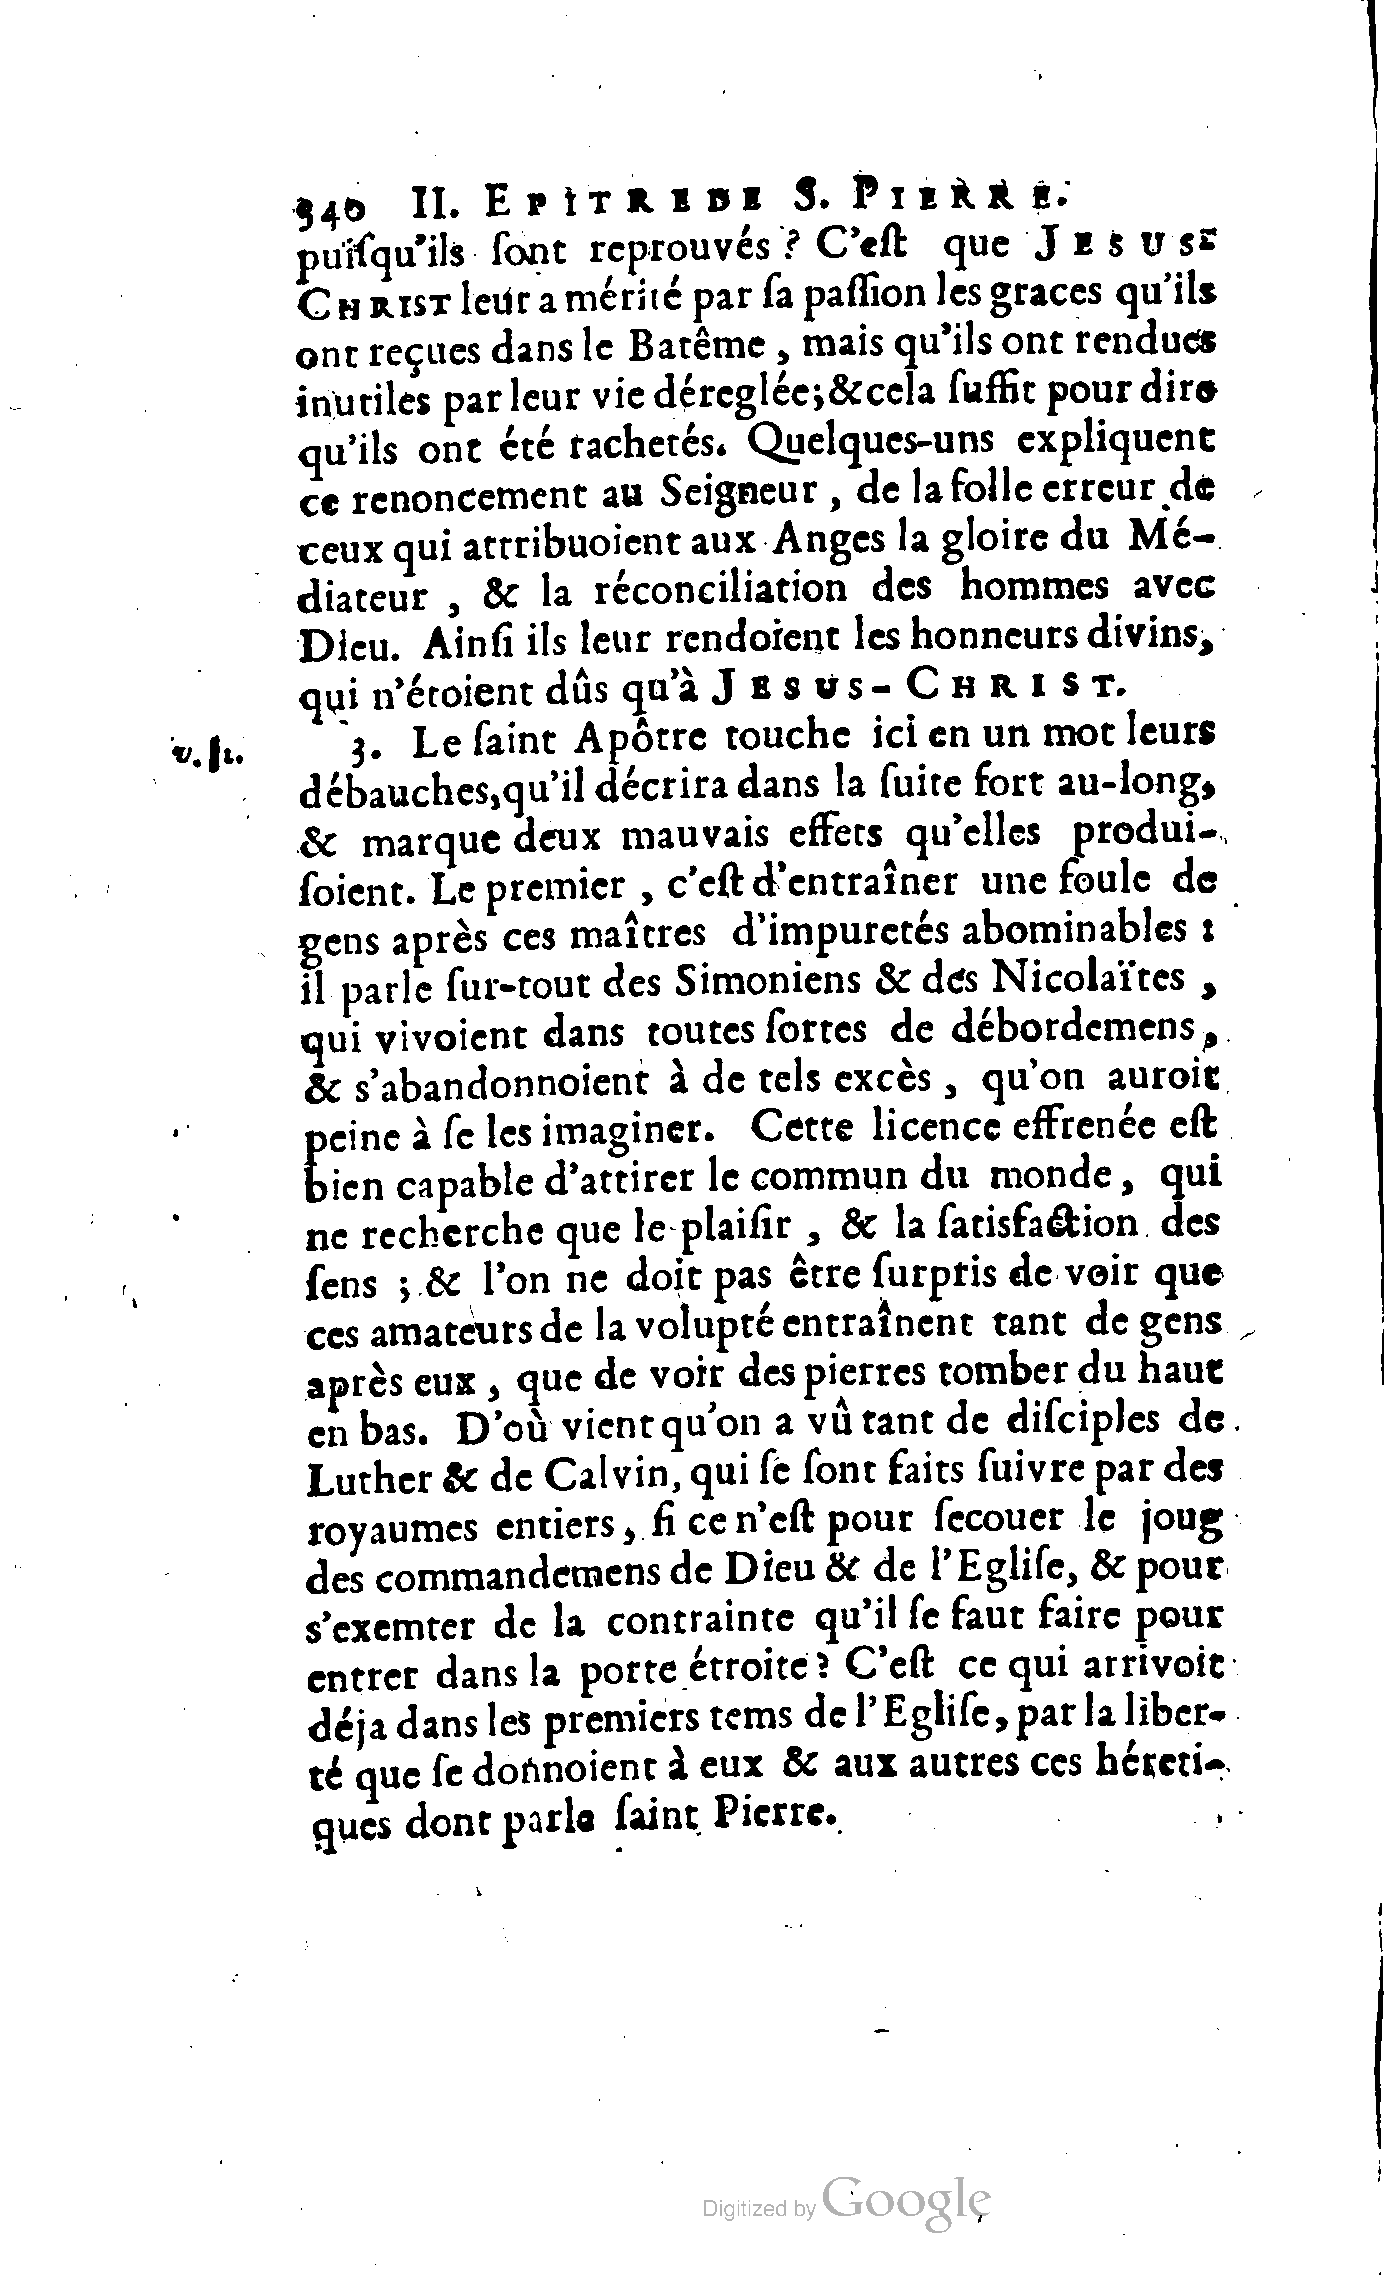 340 II. EPITRE DE S. PIERRE.
puiſqu'ils ſont reprouvés ? C'eſt que JESUS-
CHRIST leur a mérité par ſa paſſion les graces qu'ils
ont reçues dans le Batême , mais qu'ils ont rendues
inutiles par leur vie déreglée;&cela ſuffit pour dire
qu'ils ont été rachetés. Quelques-uns expliquent
ce renoncement au Seigneur , de la folle erreur de
ceux qui attribuoient aux Anges la gloire du Mé-
diateur , & la réconciliation des hommes avec
Dieu. Ainſi ils leur rendoient les honneurs divins,
qui n'étoient dûs qu'à JESUS-CHRIST.
3. Le ſaint Apôtre touche ici en un mot leurs
débauches,qu'il décrira dans la ſuite fort au-long,
& marque deux mauvais effets qu'elles produi-
ſoient. Le premier , c'eſt d'entraîner une foule de
gens après ces maîtres d'impuretés abominables :
il parle ſur-tout des Simoniens & des Nicolaïtes ,
qui vivoient dans toutes ſortes de débordemens,
& s'abandonnoient à de tels excès , qu'on auroit
peine à ſe les imaginer. Cette licence effrenée eſt
bien capable d'attirer le commun du monde , qui
ne recherche que le plaiſir , & la ſatisfaction des
ſens ; & l'on ne doit pas être ſurpris de voir que
ces amateurs de la volupté entraînent tant de gens
après eux , que de voir des pierres tomber du haut
en bas. D'où vient qu'on a vû tant de diſciples de
Luther & de Calvin, qui ſe ſont faits ſuivre par des
royaumes entiers, ſi ce n'eſt pour ſecouer le joug
des commandemens de Dieu & de l'Egliſe, & pour
s'exemter de la contrainte qu'il ſe faut faire pour
entrer dans la porte étroite ? C'eſt ce qui arrivoit
déja dans les premiers tems de l'Egliſe, par la liber-
té que ſe donnoient à eux & aux autres ces héreti-
ques dont parle ſaint Pierre.
Digitized by Google